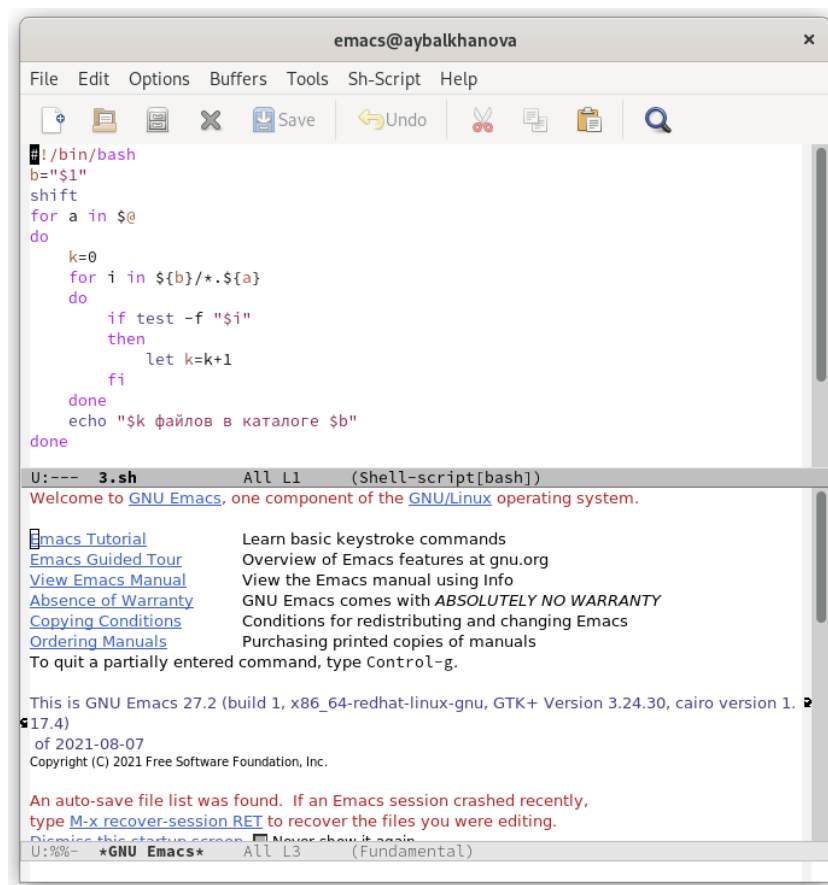 emacs@aybalkhanova ×
File Edit Options Buffers Tools Sh-Script Help
Save Undo
#!/bin/bash
b="$1"
shift
for a in $@
do
    k=0
    for i in ${b}/*.${a}
    do
        if test -f "$i"
        then
            let k=k+1
        fi
    done
    echo "$k файлов в каталоге $b"
done
U:--- 3.sh All L1 (Shell-script[bash])
Welcome to GNU Emacs, one component of the GNU/Linux operating system.
Emacs Tutorial Learn basic keystroke commands
Emacs Guided Tour Overview of Emacs features at gnu.org
View Emacs Manual View the Emacs manual using Info
Absence of Warranty GNU Emacs comes with ABSOLUTELY NO WARRANTY
Copying Conditions Conditions for redistributing and changing Emacs
Ordering Manuals Purchasing printed copies of manuals
To quit a partially entered command, type Control-g.
This is GNU Emacs 27.2 (build 1, x86_64-redhat-linux-gnu, GTK+ Version 3.24.30, cairo version 1.
17.4)
of 2021-08-07
Copyright (C) 2021 Free Software Foundation, Inc.
An auto-save file list was found. If an Emacs session crashed recently,
type M-x recover-session RET to recover the files you were editing.
Dismiss this startup screen Never show it again.
U:%%- *GNU Emacs* All L3 (Fundamental)